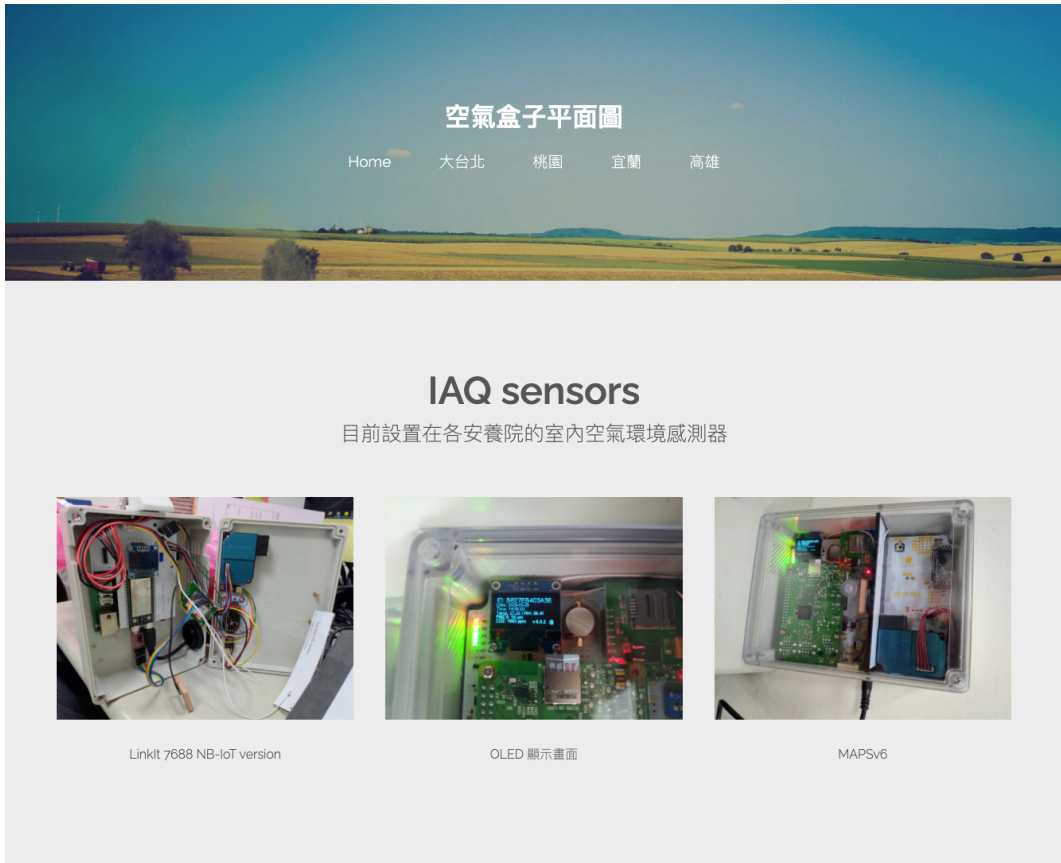 空氣盒子平面圖
Home 大台北 桃園 宜蘭 高雄
IAQ sensors
目前設置在各安養院的室內空氣環境感測器
ID: B827EB403A36
LinkIt 7688 NB-IoT version
OLED 顯示畫面
MAPSv6